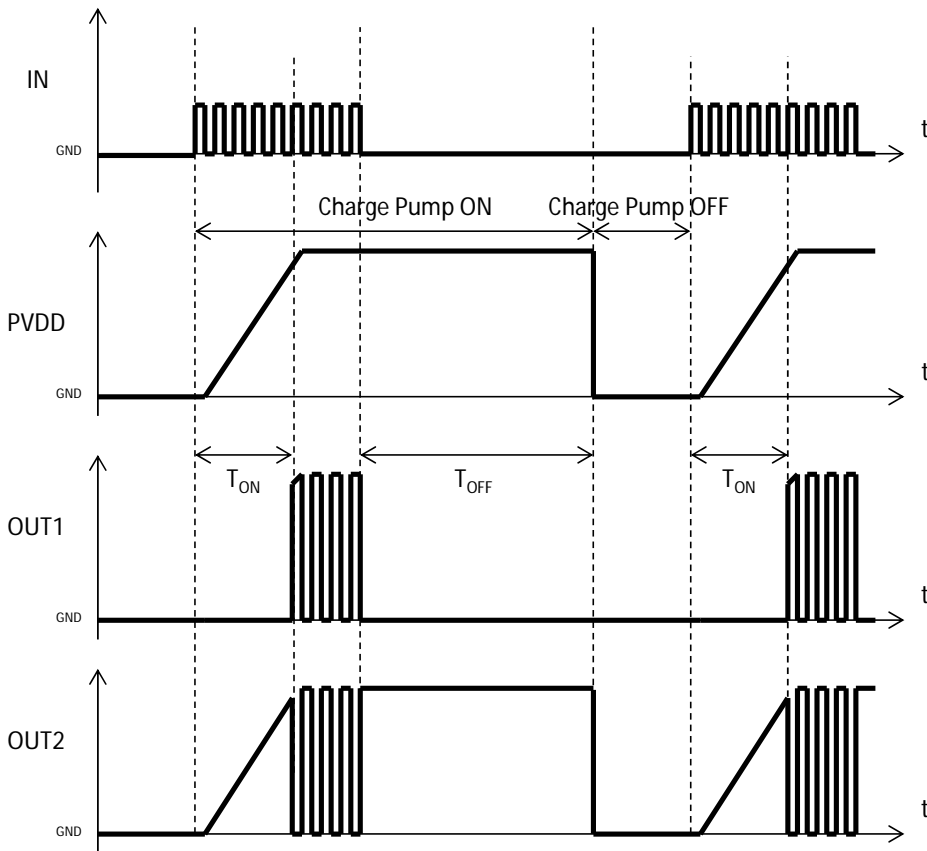 IN
GND
t
Charge Pump ON
Charge Pump OFF
PVDD
GND
t
TON
TOFF
TON
OUT1
GND
t
OUT2
GND
t